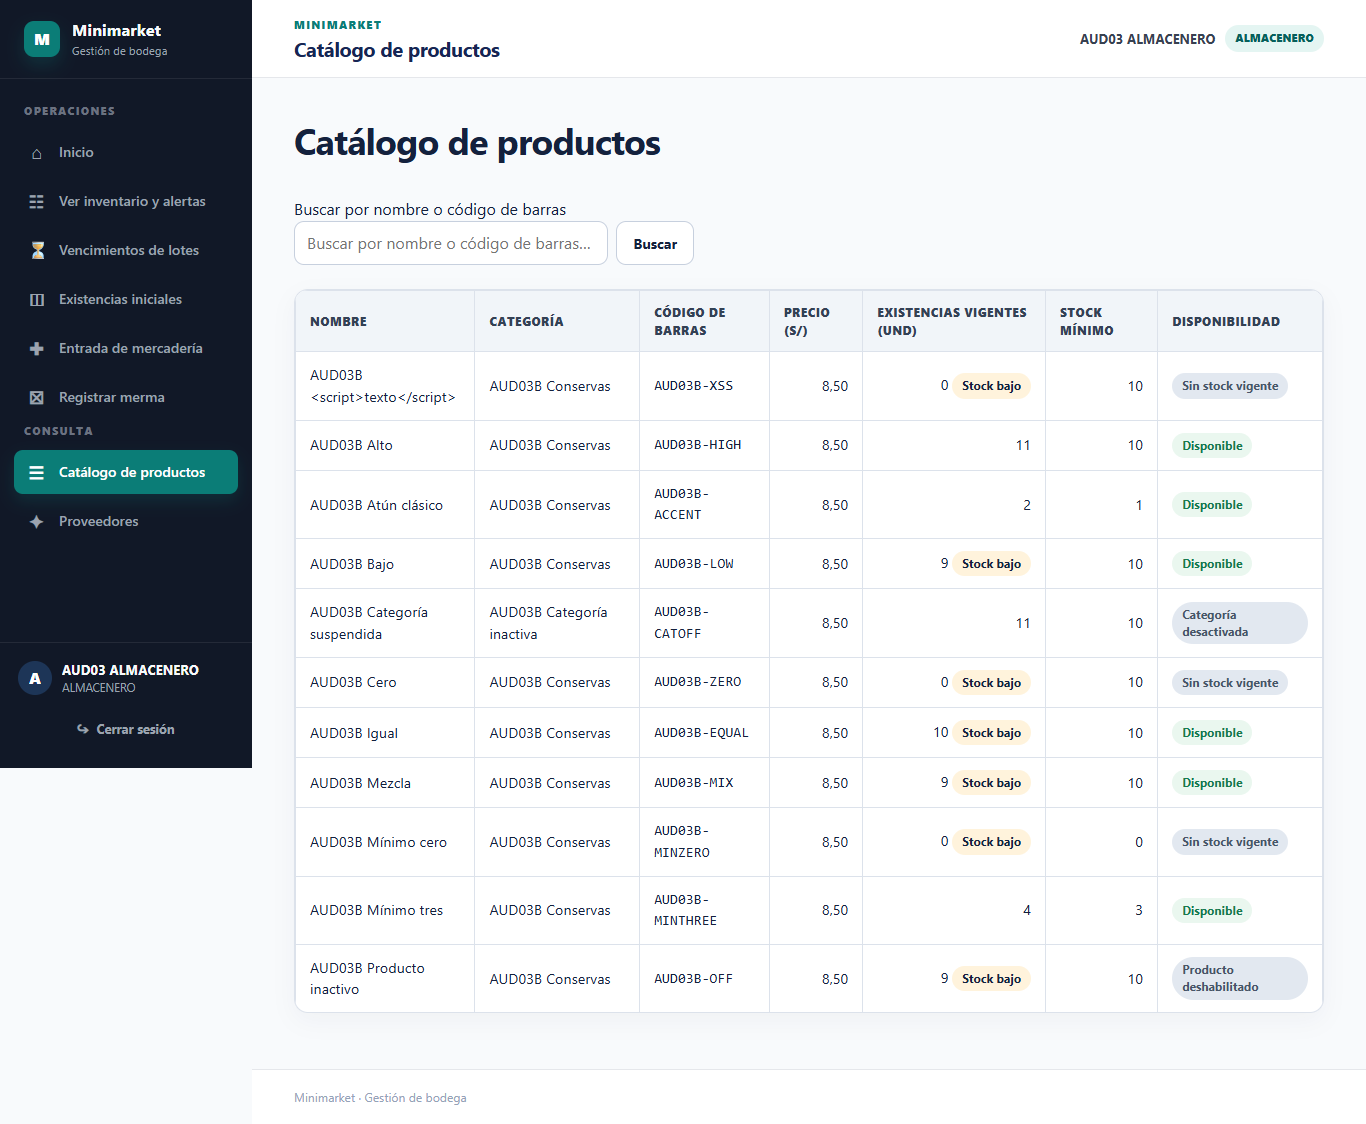 M
Minimarket
Gestión de bodega
OPERACIONES
Inicio
Ver inventario y alertas
Vencimientos de lotes
Existencias iniciales
Entrada de mercadería
Registrar merma
CONSULTA
Catálogo de productos
Proveedores
A
AUD03 ALMACENERO
ALMACENERO
Cerrar sesión
MINIMARKET
Catálogo de productos
AUD03 ALMACENERO ALMACENERO
Catálogo de productos
Buscar por nombre o código de barras
Buscar por nombre o código de barras... Buscar
NOMBRE CATEGORÍA CÓDIGO DE BARRAS PRECIO (S/) EXISTENCIAS VIGENTES (UND) STOCK MÍNIMO DISPONIBILIDAD
AUD03B <script>texto</script> AUD03B Conservas AUD03B-XSS 8,50 0 Stock bajo 10 Sin stock vigente
AUD03B Alto AUD03B Conservas AUD03B-HIGH 8,50 11 10 Disponible
AUD03B Atún clásico AUD03B Conservas AUD03B-ACCENT 8,50 2 1 Disponible
AUD03B Bajo AUD03B Conservas AUD03B-LOW 8,50 9 Stock bajo 10 Disponible
AUD03B Categoría suspendida AUD03B Categoría inactiva AUD03B-CATOFF 8,50 11 10 Categoría desactivada
AUD03B Cero AUD03B Conservas AUD03B-ZERO 8,50 0 Stock bajo 10 Sin stock vigente
AUD03B Igual AUD03B Conservas AUD03B-EQUAL 8,50 10 Stock bajo 10 Disponible
AUD03B Mezcla AUD03B Conservas AUD03B-MIX 8,50 9 Stock bajo 10 Disponible
AUD03B Mínimo cero AUD03B Conservas AUD03B-MINZERO 8,50 0 Stock bajo 0 Sin stock vigente
AUD03B Mínimo tres AUD03B Conservas AUD03B-MINTHREE 8,50 4 3 Disponible
AUD03B Producto inactivo AUD03B Conservas AUD03B-OFF 8,50 9 Stock bajo 10 Producto deshabilitado
Minimarket · Gestión de bodega